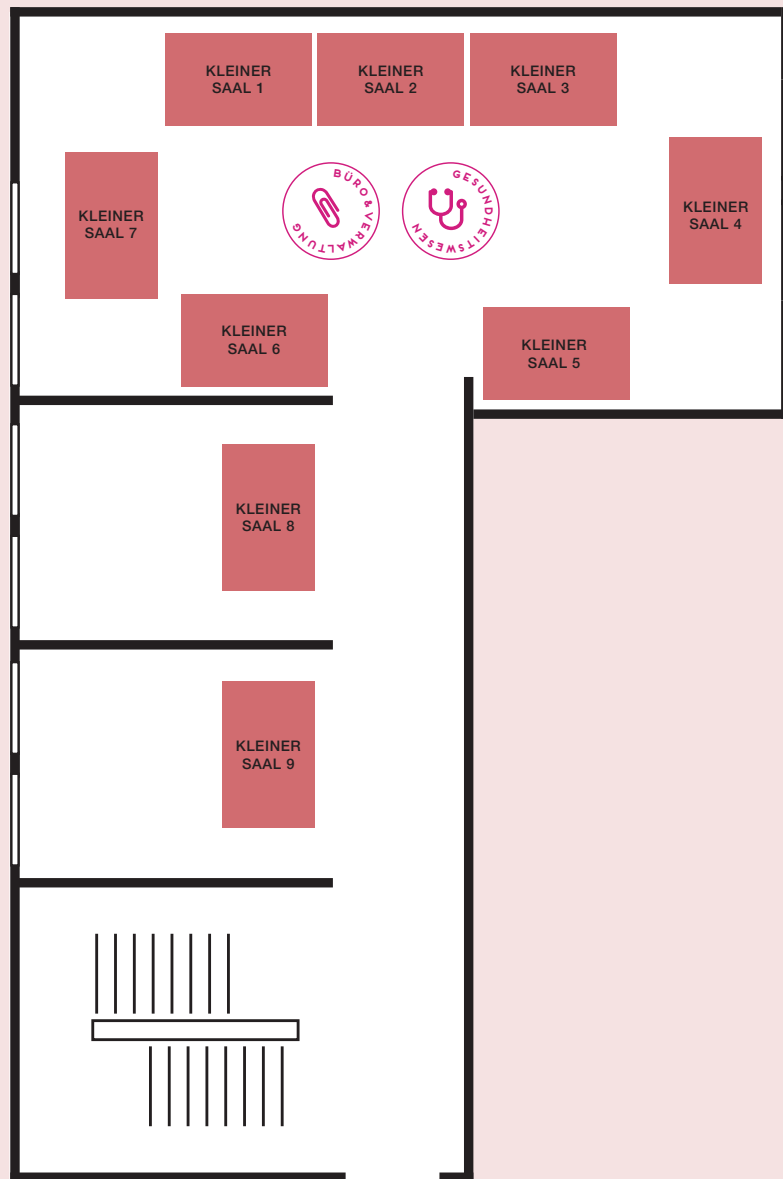 KLEINER
SAAL 1
KLEINER
SAAL 2
KLEINER
SAAL 3
KLEINER
SAAL 4
KLEINER
SAAL 7
BÜRO & VERWALTUNG
GESUNDHEITSWESEN
KLEINER
SAAL 6
KLEINER
SAAL 5
KLEINER
SAAL 8
KLEINER
SAAL 9